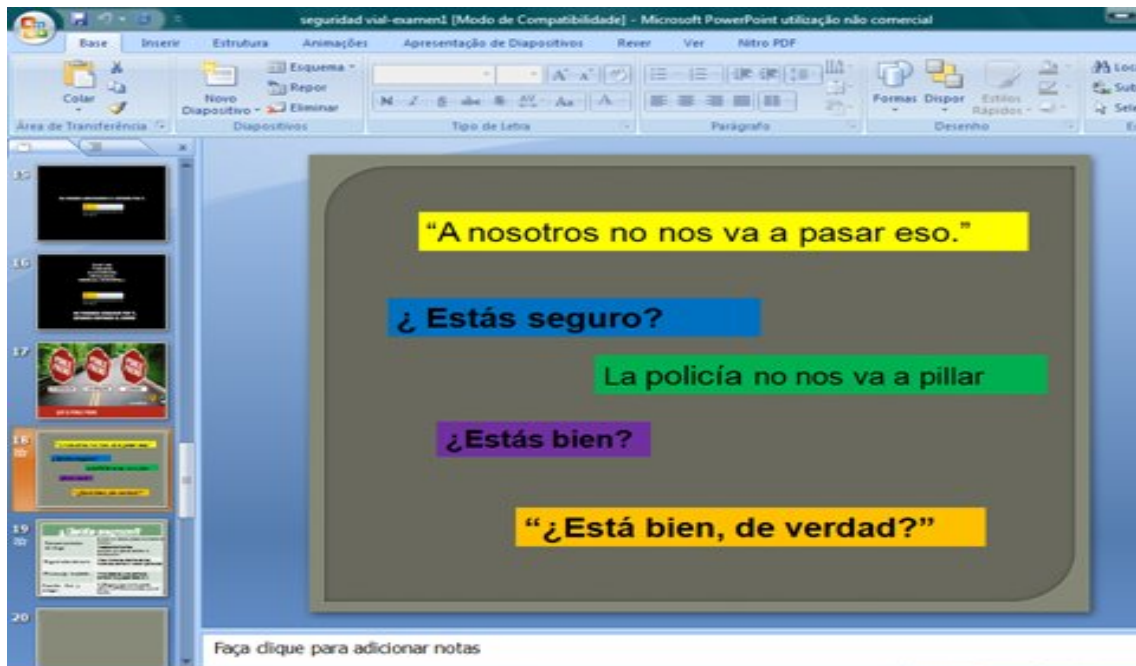 seguridad vial-examen1 [Modo de Compatibilidade] - Microsoft PowerPoint utilização não comercial
Base Inserir Estrutura Animações Apresentação de Diapositivos Rever Ver Nitro PDF
Colar
Novo Diapositivo
Esquema
Repor
Eliminar
Formas Dispor Estilos Rápidos
Área de Transferência Diapositivos Tipo de Letra Parágrafo Desenho
15
16
17
18
19
20
“A nosotros no nos va a pasar eso.”
¿ Estás seguro?
La policía no nos va a pillar
¿Estás bien?
“¿Está bien, de verdad?”
Faça clique para adicionar notas